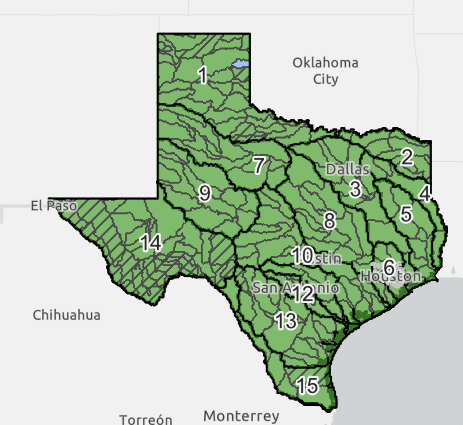 1
Oklahoma
City
2
7
Dallas
3
9
4
El Paso
5
8
14
10
Austin
6
Houston
San Antonio
12
13
Chihuahua
15
Torreón
Monterrey